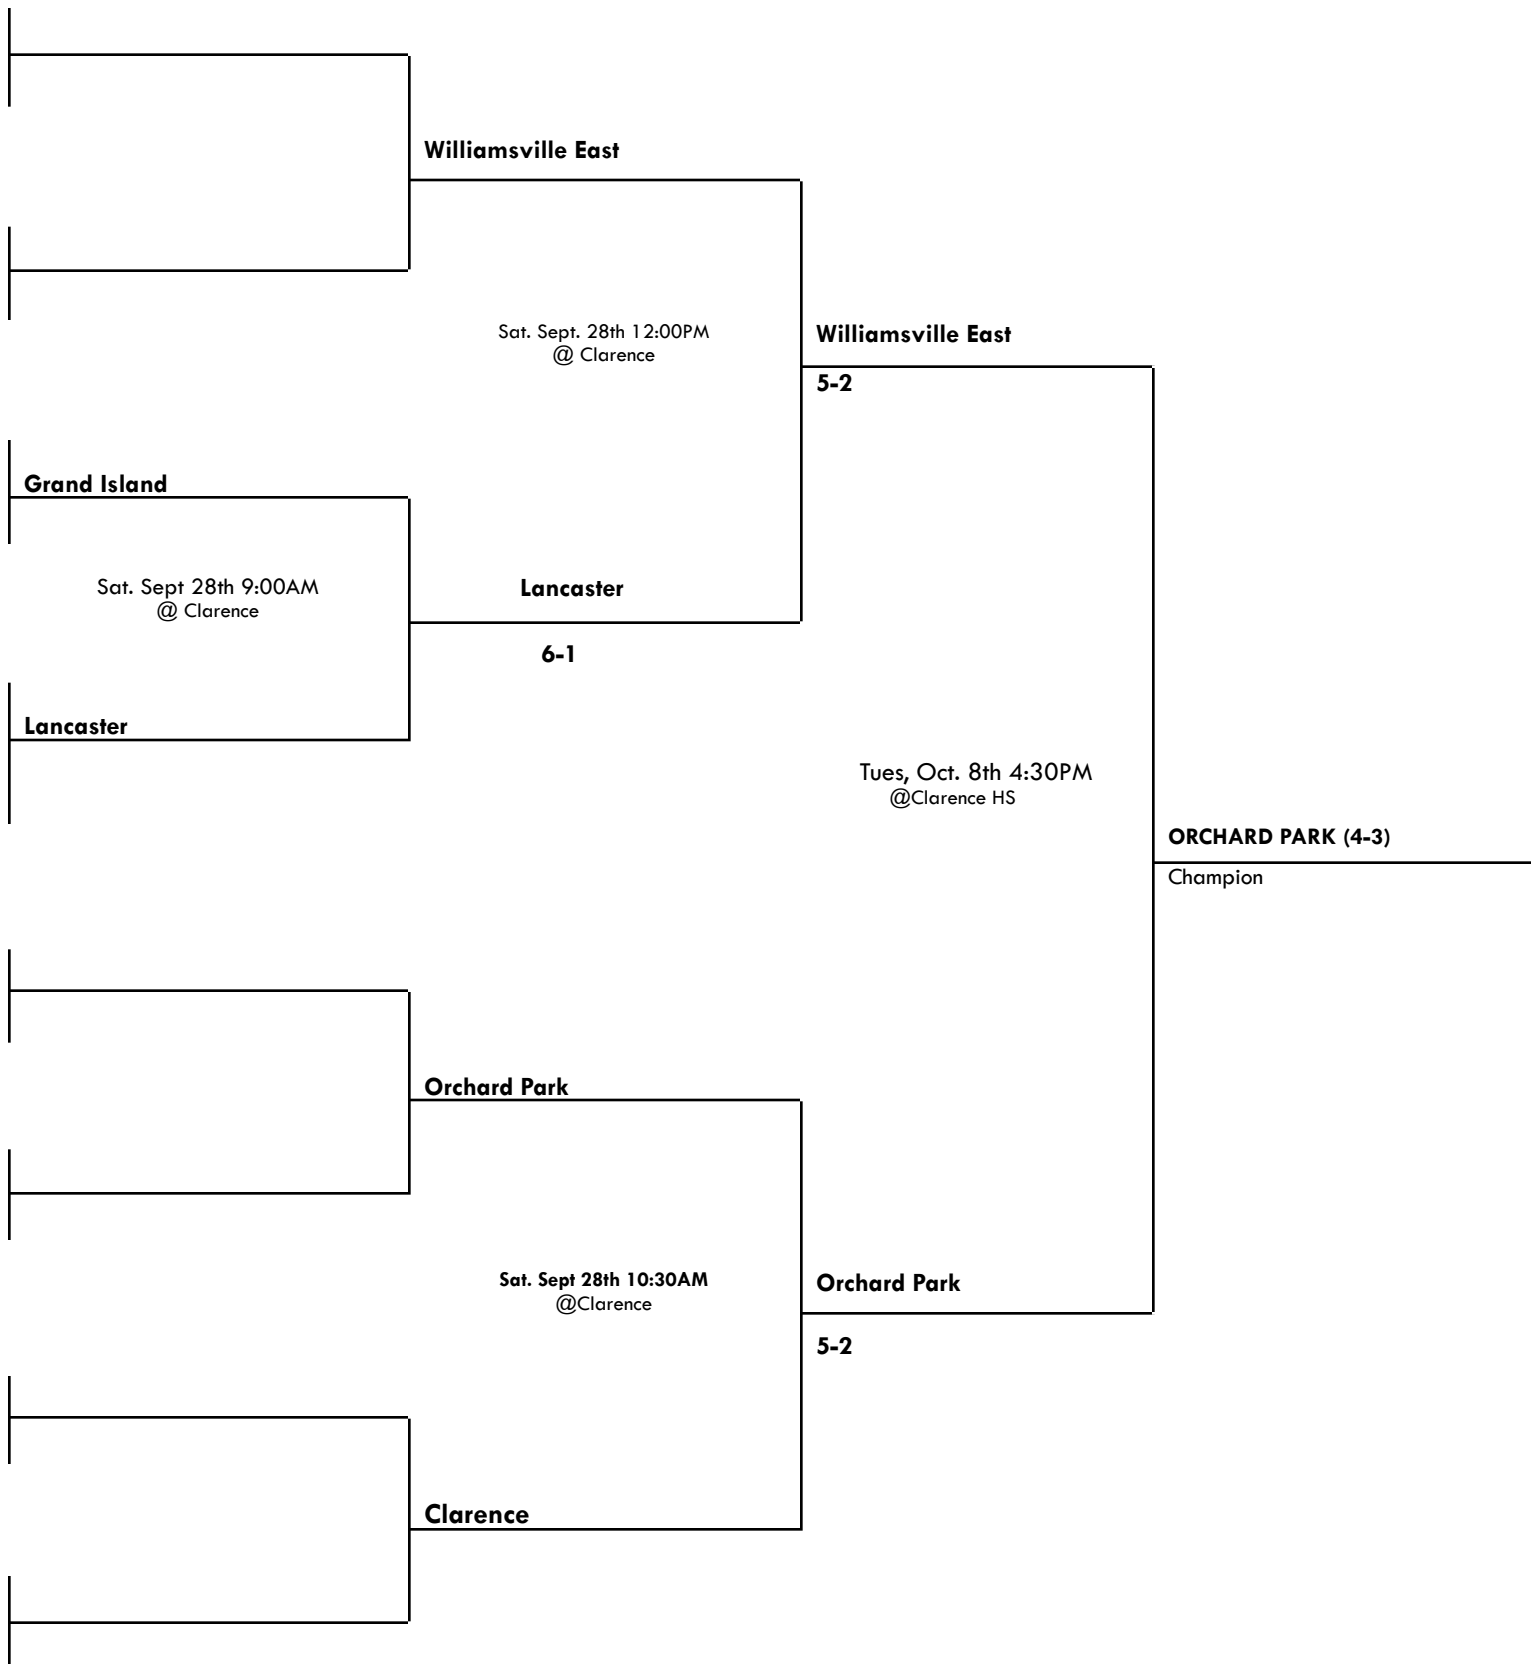 Williamsville East
Sat. Sept. 28th 12:00PM
@ Clarence
Williamsville East
5-2
Grand Island
Sat. Sept 28th 9:00AM
@ Clarence
Lancaster
6-1
Lancaster
Tues, Oct. 8th 4:30PM
@Clarence HS
ORCHARD PARK (4-3)
Champion
Orchard Park
Sat. Sept 28th 10:30AM
@Clarence
Orchard Park
5-2
Clarence